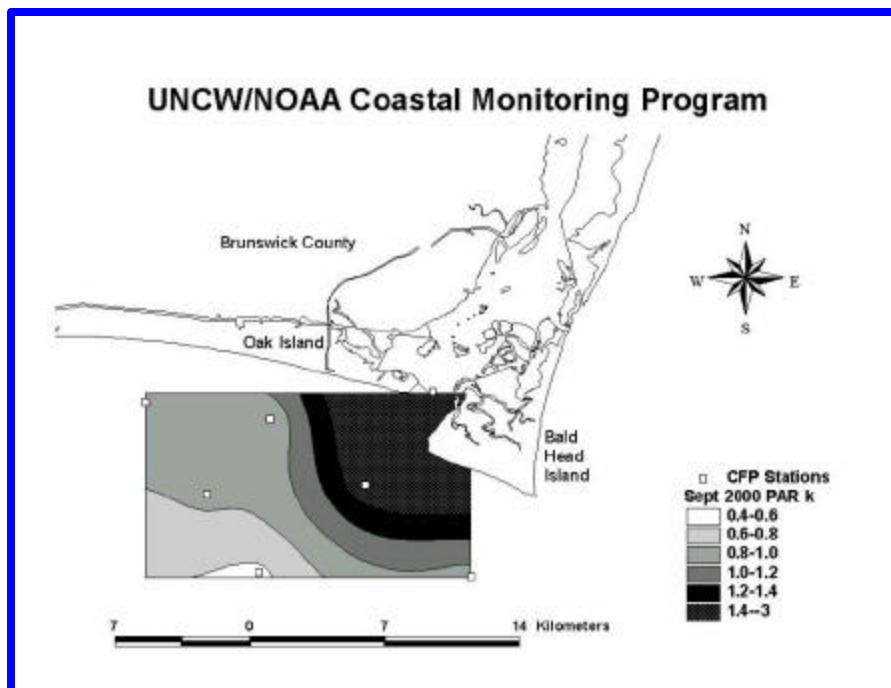 UNCW/NOAA Coastal Monitoring Program
Brunswick County
N
W E
S
Oak Island
Bald
Head
Island
CFP Stations
Sept 2000 PAR k
0.4-0.6
0.6-0.8
0.8-1.0
1.0-1.2
1.2-1.4
1.4--3
7 0 7 14 Kilometers